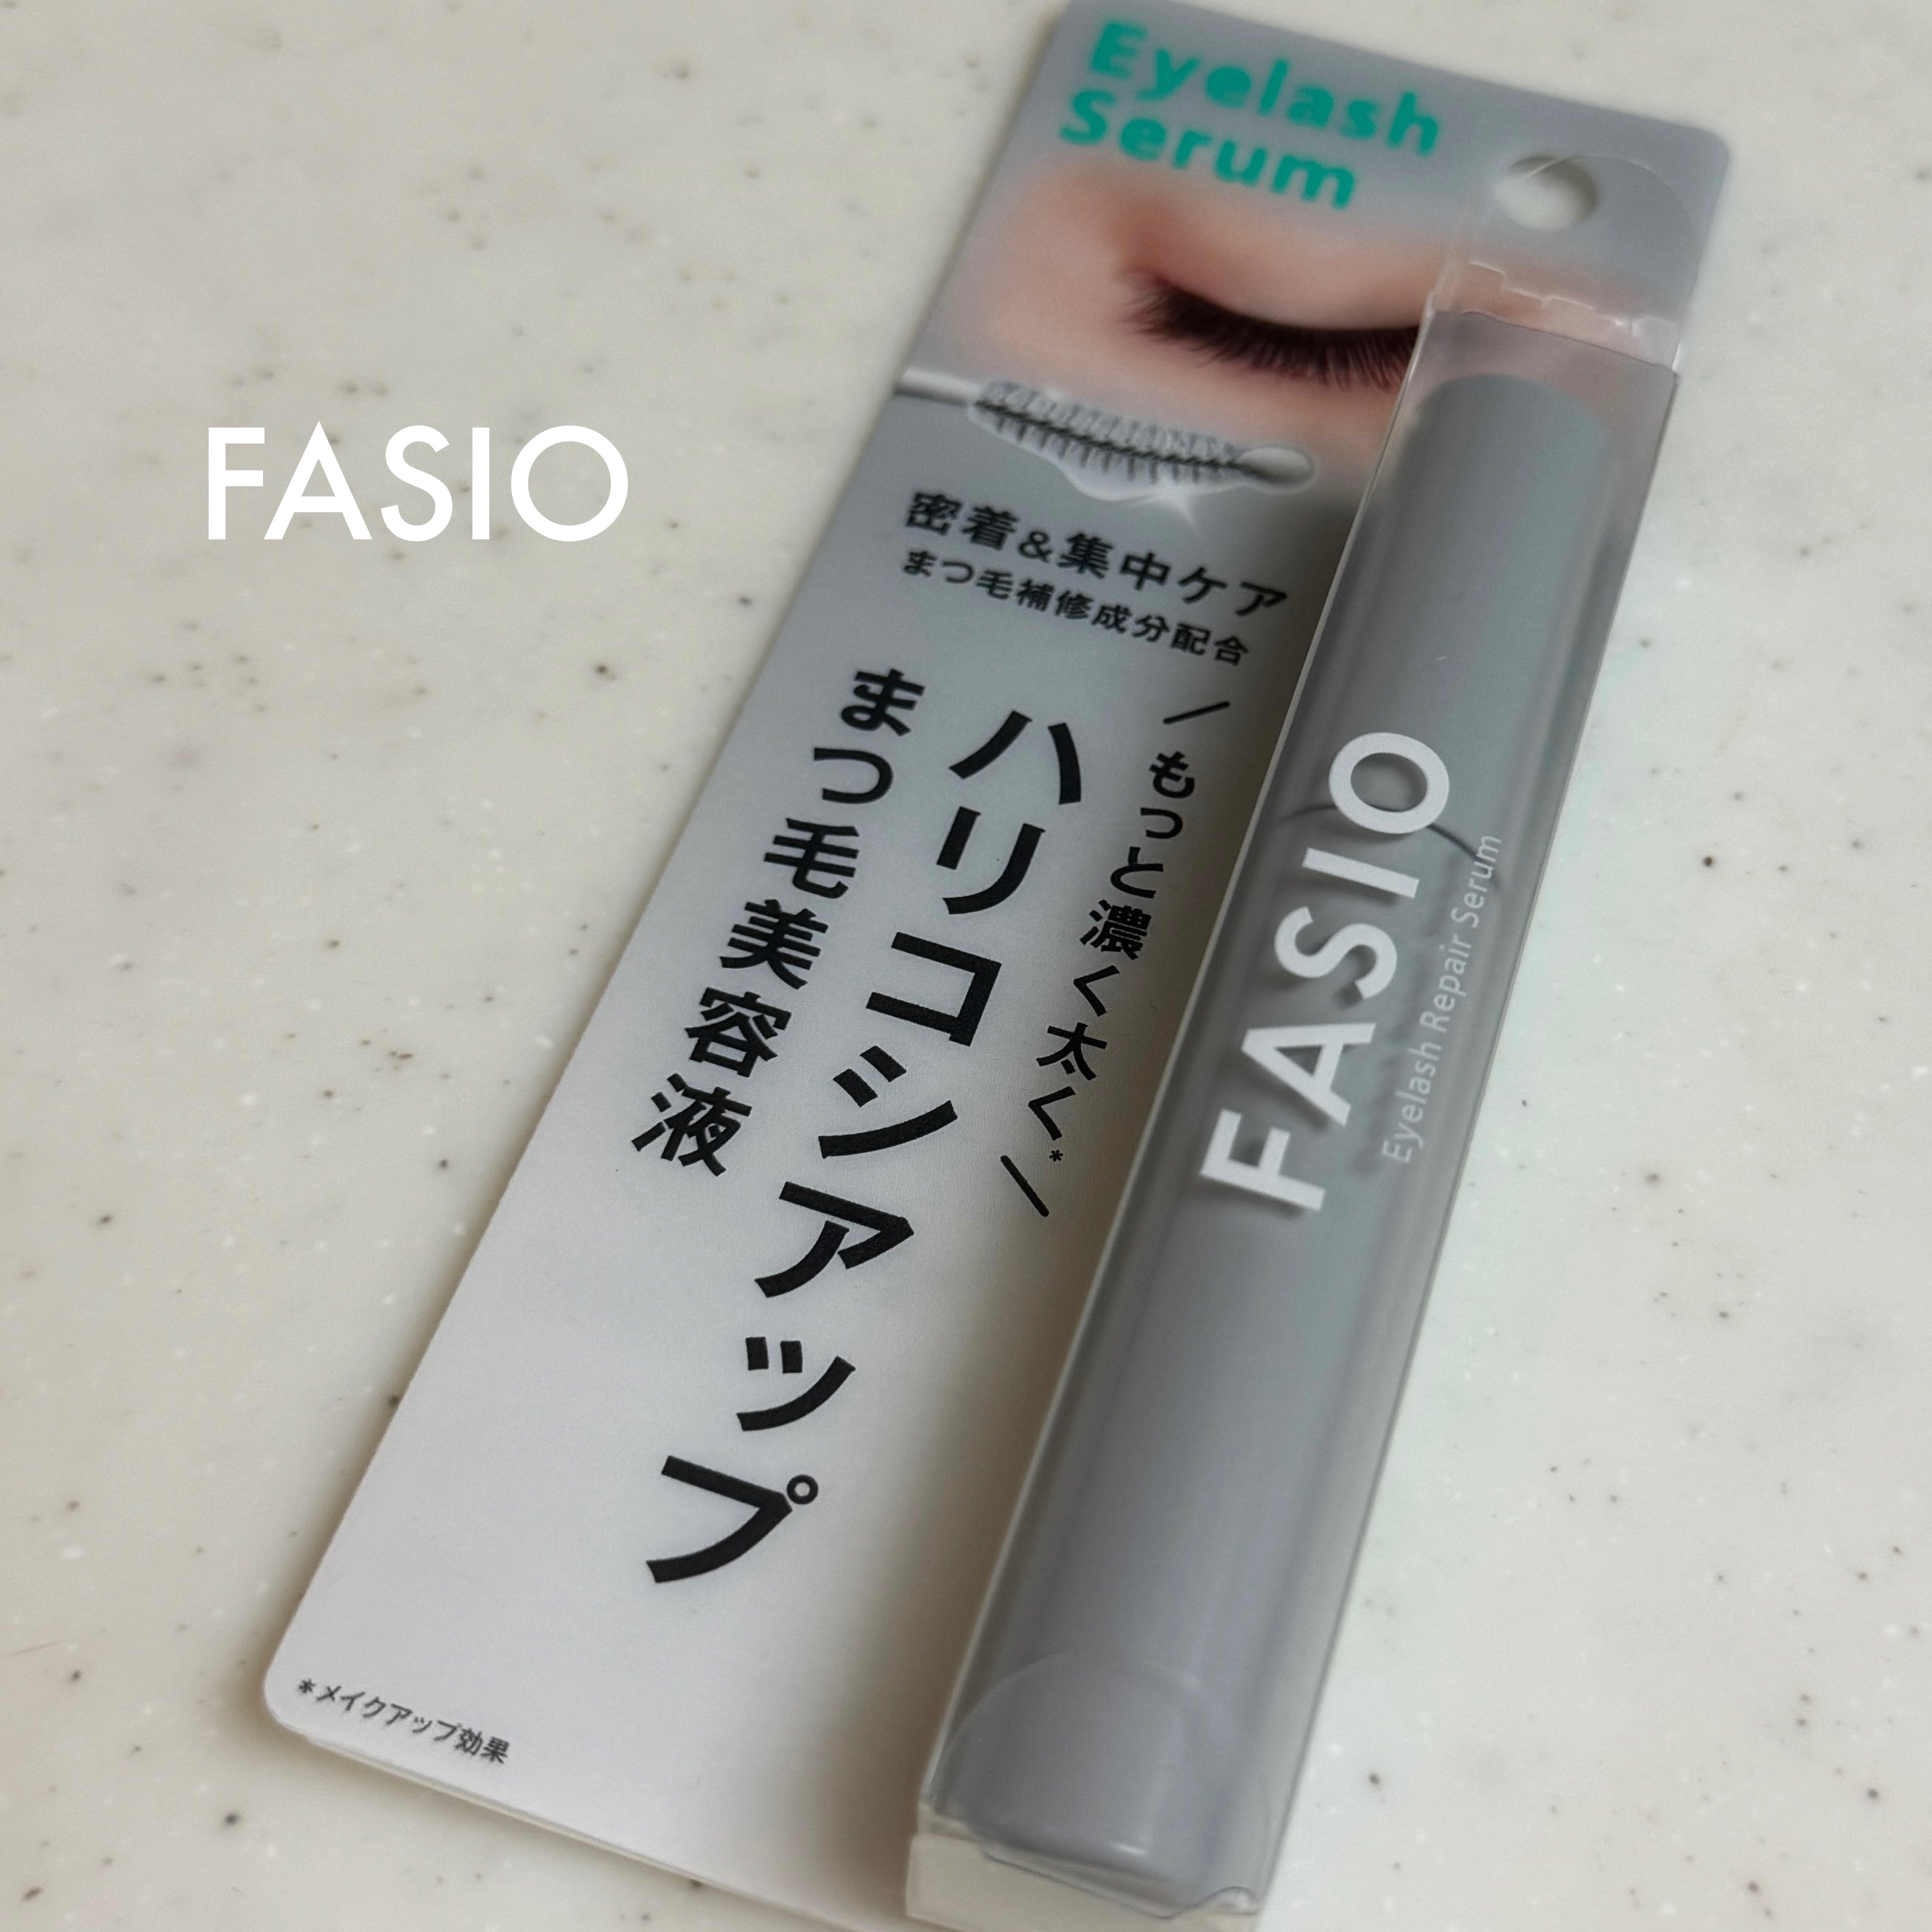 Eyelash
Serum
FASIO
密着&集中ケア
まつ毛補修成分配合
もっと濃く太く*
ハリコシアップ
まつ毛美容液
FASIO
Eyelash Repair Serum
*メイクアップ効果